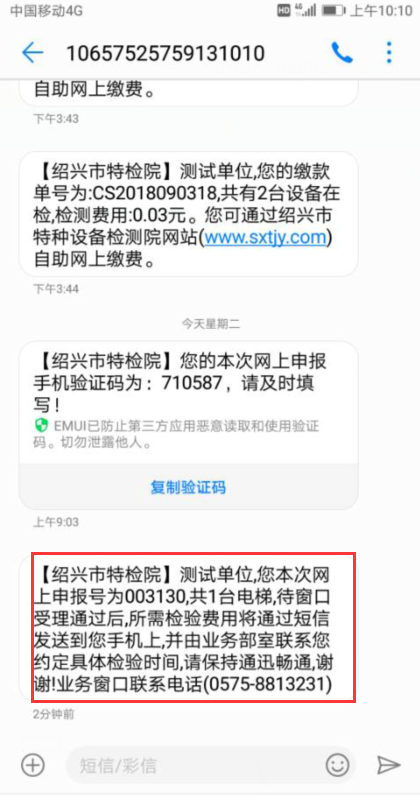 中国移动4G HD 4G 上午10:10
10657525759131010
自助网上缴费。
下午3:43
【绍兴市特检院】测试单位,您的缴款
单号为:CS2018090318,共有2台设备在
检,检测费用:0.03元。您可通过绍兴市
特种设备检测院网站(www.sxtjy.com)
自助网上缴费。
下午3:44
今天星期二
【绍兴市特检院】您的本次网上申报
手机验证码为：710587，请及时填
写！
EMUI已防止第三方应用恶意读取和使用验证
码。切勿泄露他人。
复制验证码
上午9:03
【绍兴市特检院】测试单位,您本次网
上申报号为003130,共1台电梯,待窗口
受理通过后,所需检验费用将通过短信
发送到您手机上,并由业务部室联系您
约定具体检验时间,请保持通迅畅通,谢
谢!业务窗口联系电话(0575-8813231)
2分钟前
短信/彩信